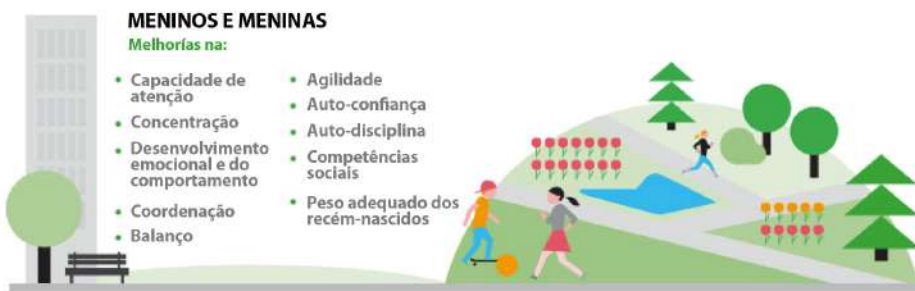 MENINOS E MENINAS
Melhorías na:
• Capacidade de
atenção
• Concentração
• Desenvolvimento
emocional e do
comportamento
• Coordenação
• Balanço
• Agilidade
• Auto-confiança
• Auto-disciplina
• Competências
sociais
• Peso adequado dos
recém-nascidos